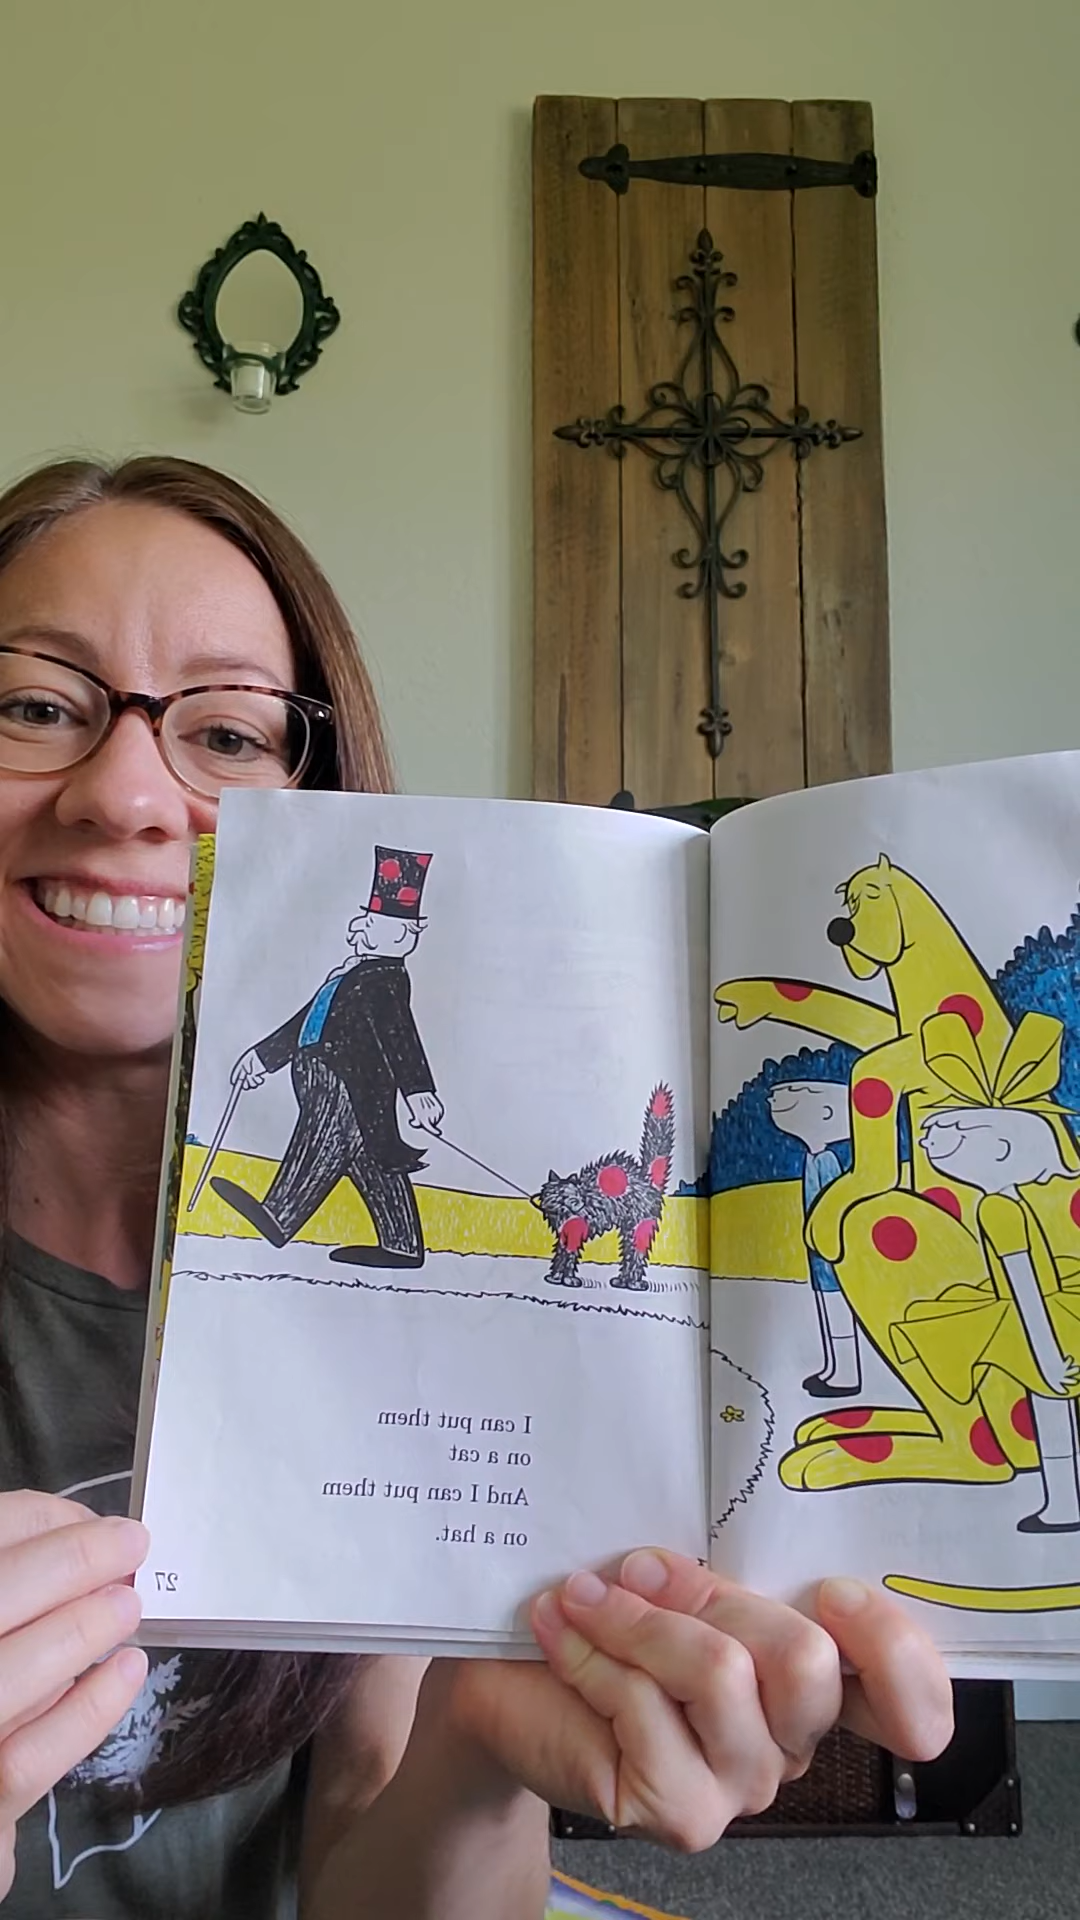 I can put them
on a cat
And I can put them
on a hat.
27